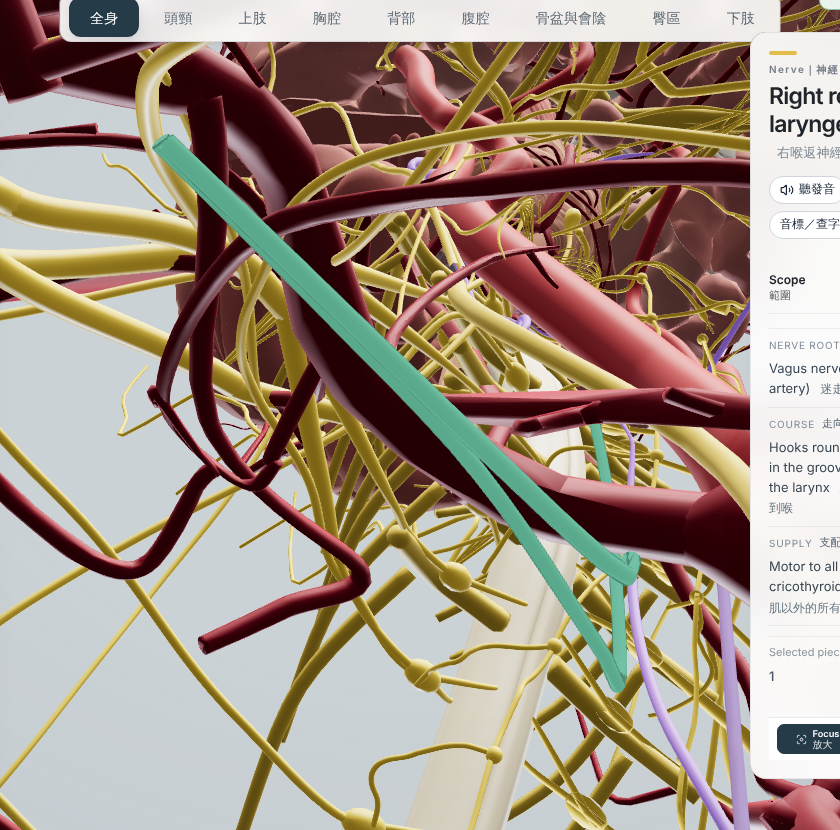 全身 頭頸 上肢 胸腔 背部 腹腔 骨盆與會陰 臀區 下肢
Nerve | 神經
Right re
larynge
右喉返神經
聽發音
音標／查字
Scope
範圍
NERVE ROOT
Vagus nerve
artery) 迷走
COURSE 走向
Hooks roun
in the groov
the larynx
到喉
SUPPLY 支配
Motor to all
cricothyroid
肌以外的所有
Selected piec
1
Focus
放大